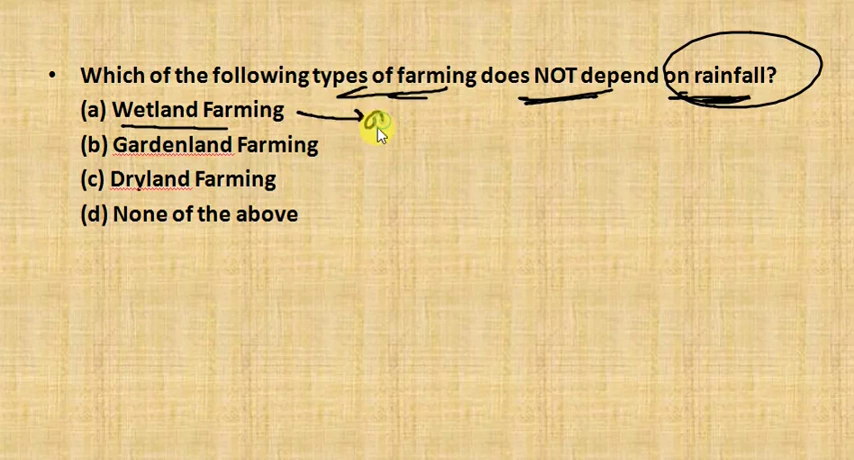 • Which of the following types of farming does NOT depend on rainfall?
(a) Wetland Farming
(b) Gardenland Farming
(c) Dryland Farming
(d) None of the above